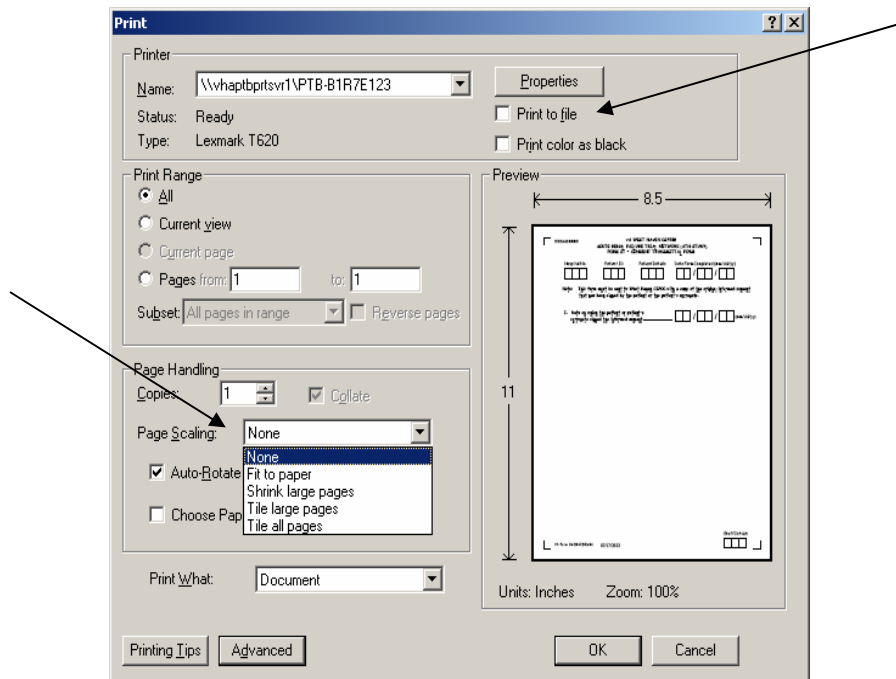 Print
Printer
Name: \\vhaptbprtsvr1\PTB-B1R7E123
Properties
Status: Ready
Print to file
Type: Lexmark T620
Print color as black
Print Range
All
Current view
Current page
Pages from: 1 to: 1
Subset: All pages in range
Reverse pages
Page Handling
Copies: 1
Collate
Page Scaling: None
None
Auto-Rotate
Fit to paper
Shrink large pages
Tile large pages
Choose Pap
Tile all pages
Print What: Document
Preview
8.5
11
Units: Inches Zoom: 100%
Printing Tips
Advanced
OK
Cancel